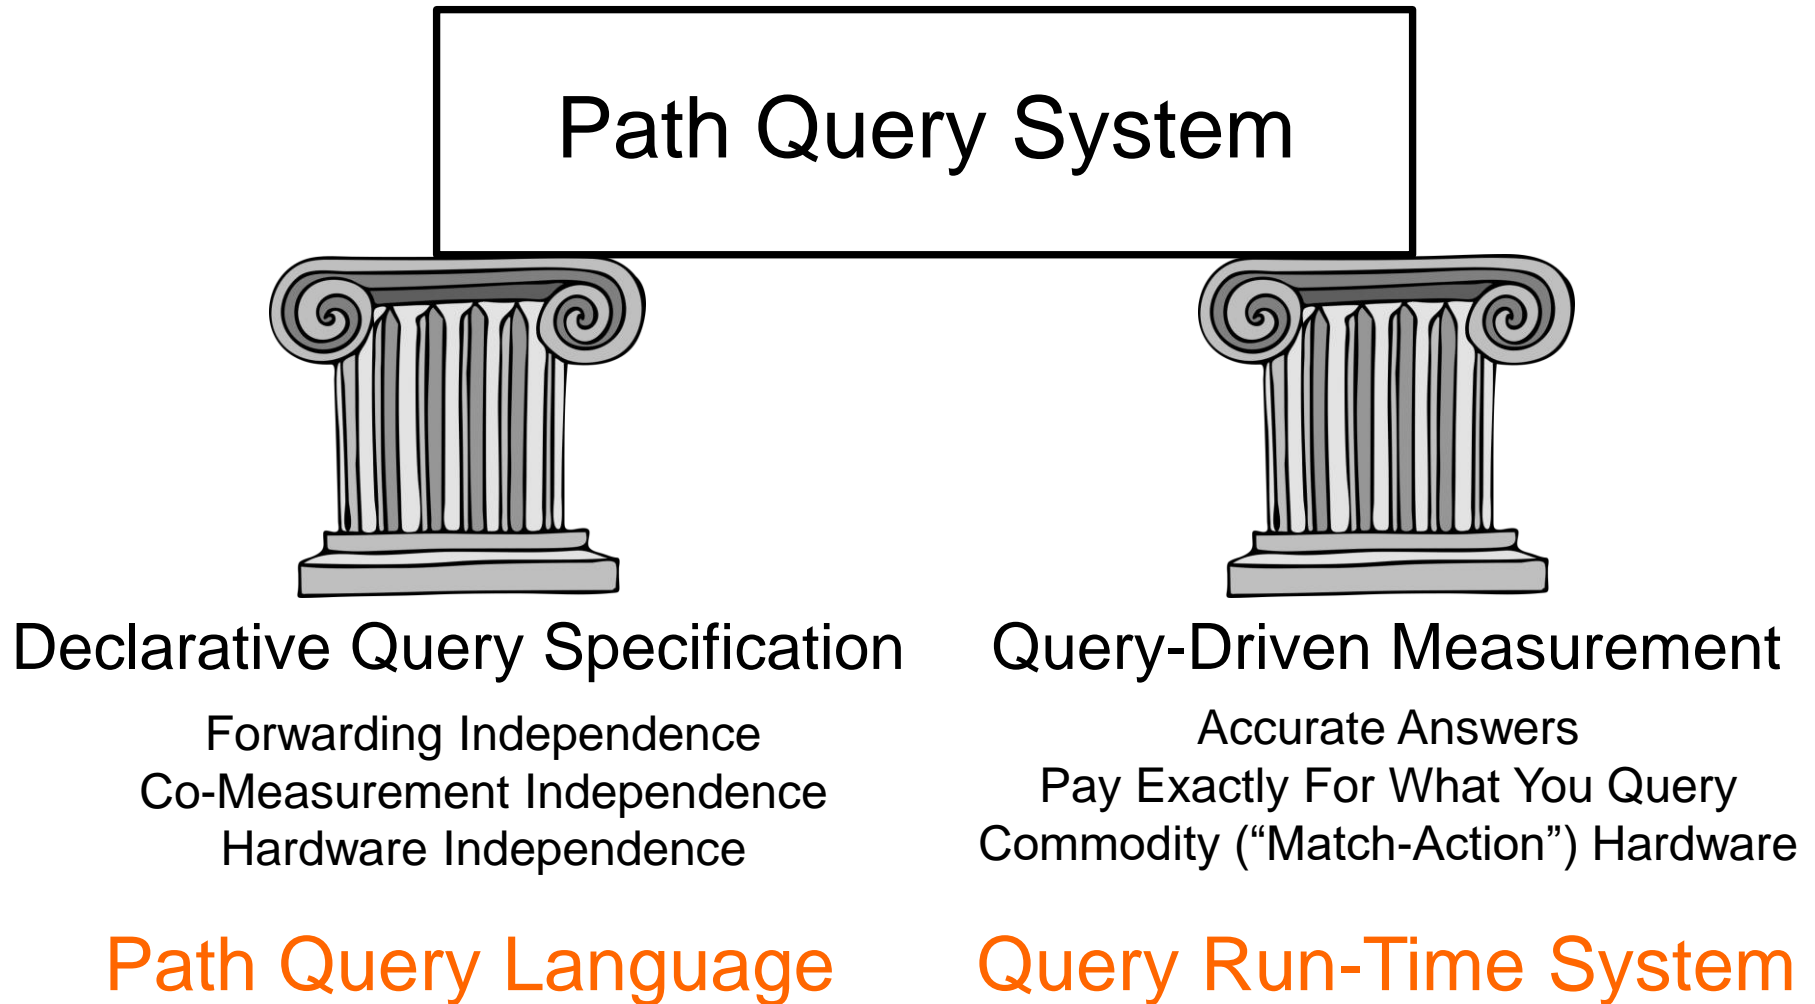 Path Query System
Declarative Query Specification
Forwarding Independence
Co-Measurement Independence
Hardware Independence
Path Query Language
Query-Driven Measurement
Accurate Answers
Pay Exactly For What You Query
Commodity (“Match-Action”) Hardware
Query Run-Time System